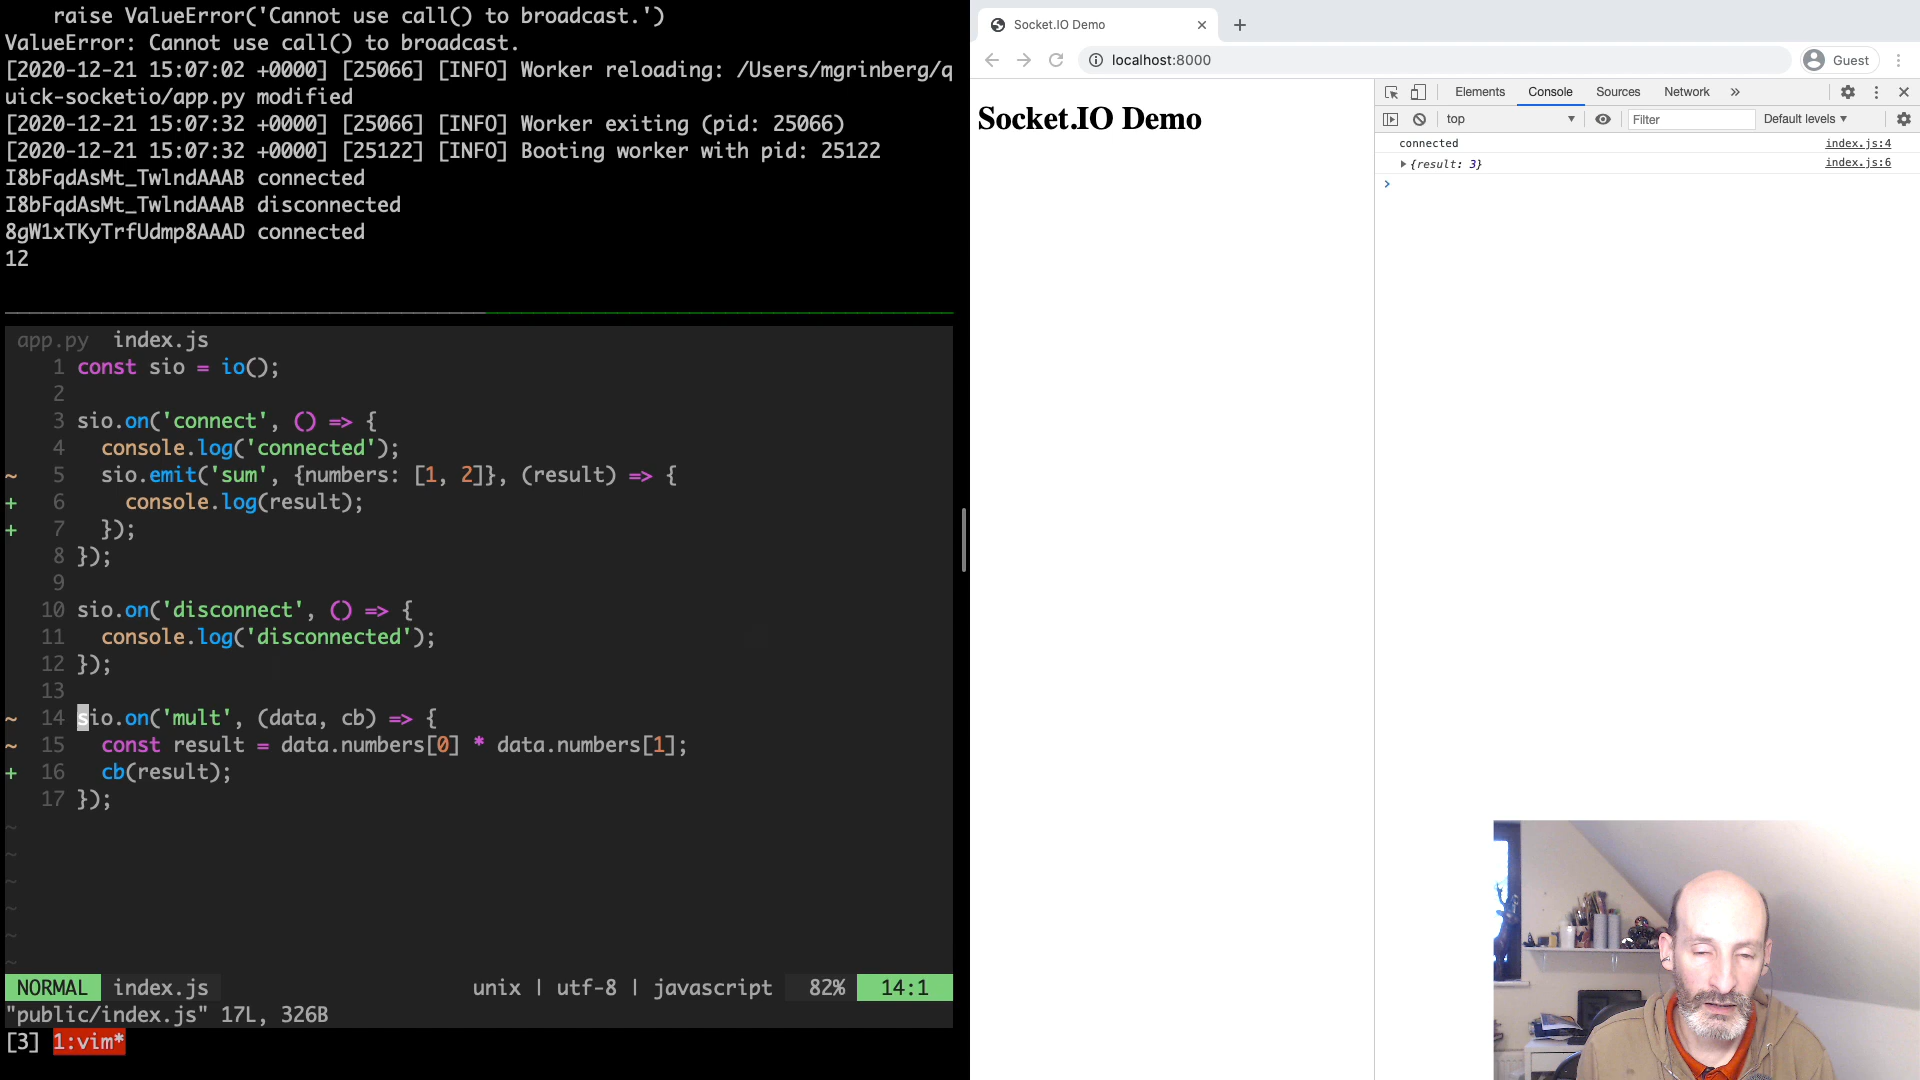 raise ValueError('Cannot use call() to broadcast.')
ValueError: Cannot use call() to broadcast.
[2020-12-21 15:07:02 +0000] [25066] [INFO] Worker reloading: /Users/mgrinberg/q
uick-socketio/app.py modified
[2020-12-21 15:07:32 +0000] [25066] [INFO] Worker exiting (pid: 25066)
[2020-12-21 15:07:32 +0000] [25122] [INFO] Booting worker with pid: 25122
I8bFqdAsMt_TwlndAAAB connected
I8bFqdAsMt_TwlndAAAB disconnected
8gW1xTKyTrfUdmp8AAAD connected
12
app.py index.js
1 const sio = io();
2
3 sio.on('connect', () => {
4 console.log('connected');
~ 5 sio.emit('sum', {numbers: [1, 2]}, (result) => {
+ 6 console.log(result);
+ 7 });
8 });
9
10 sio.on('disconnect', () => {
11 console.log('disconnected');
12 });
13
~ 14 sio.on('mult', (data, cb) => {
~ 15 const result = data.numbers[0] * data.numbers[1];
+ 16 cb(result);
17 });
~
~
~
~
~
~
NORMAL index.js unix | utf-8 | javascript 82% 14:1
"public/index.js" 17L, 326B
[3] 1:vim*
Socket.IO Demo
localhost:8000
Guest
Socket.IO Demo
Elements Console Sources Network »
top Filter Default levels
connected index.js:4
{result: 3} index.js:6